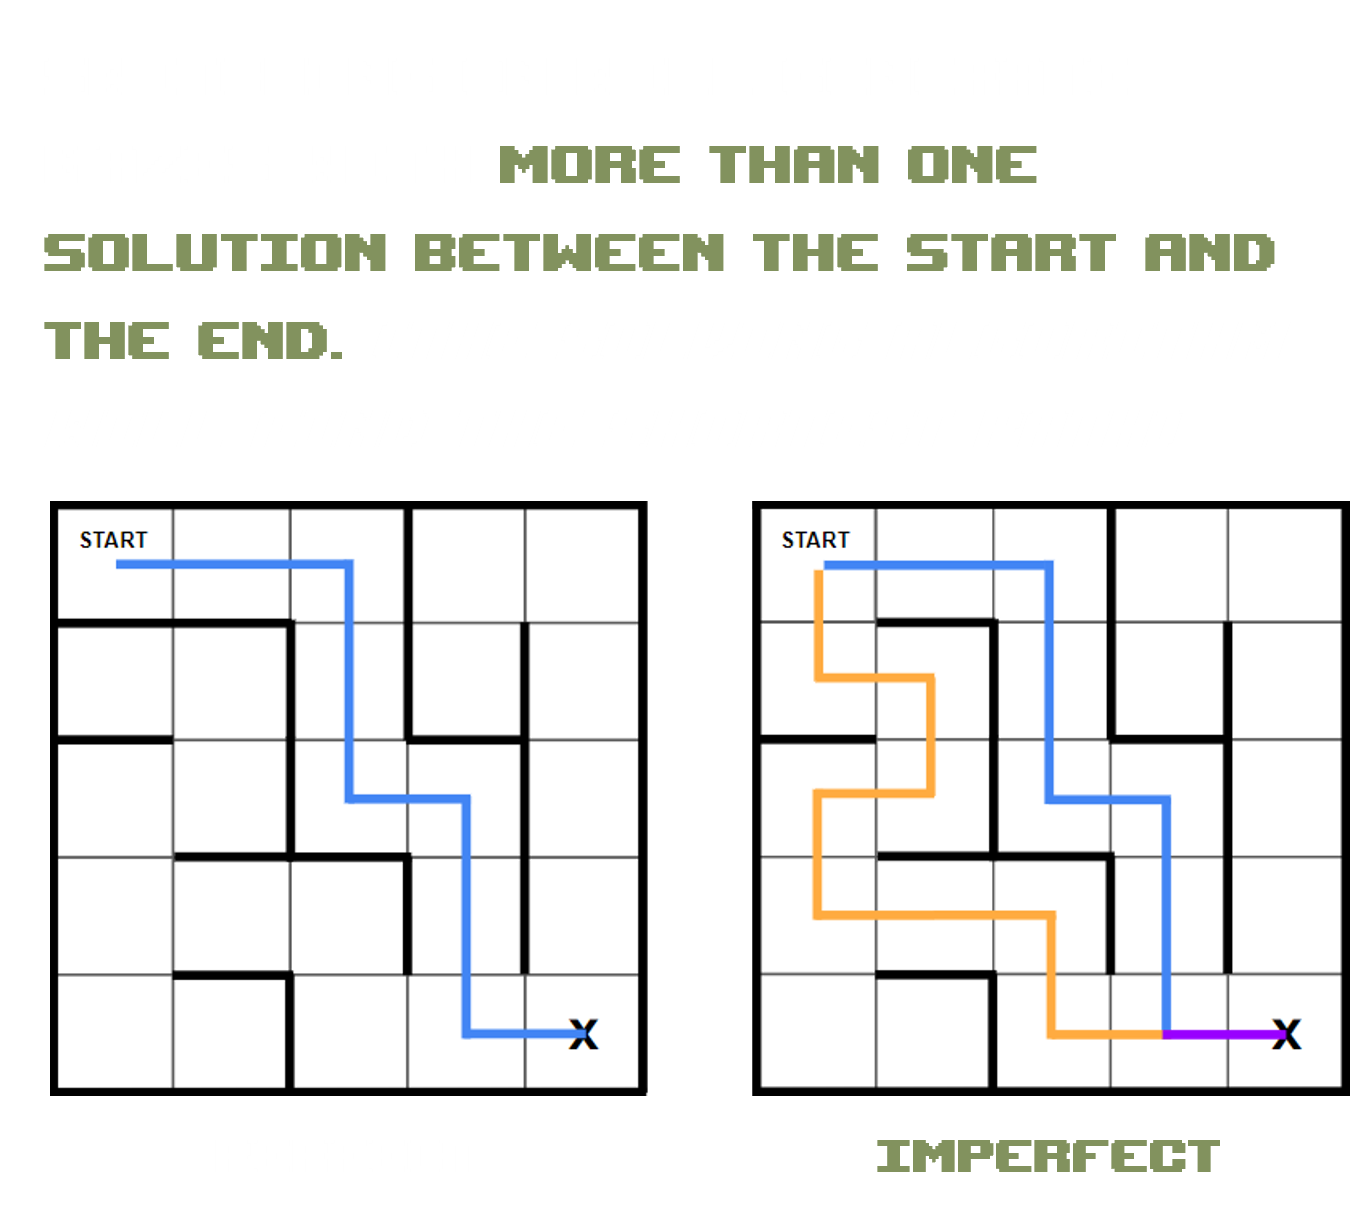 MORE THAN ONE
SOLUTION BETWEEN THE START AND
THE END.
START
START
X
X
IMPERFECT